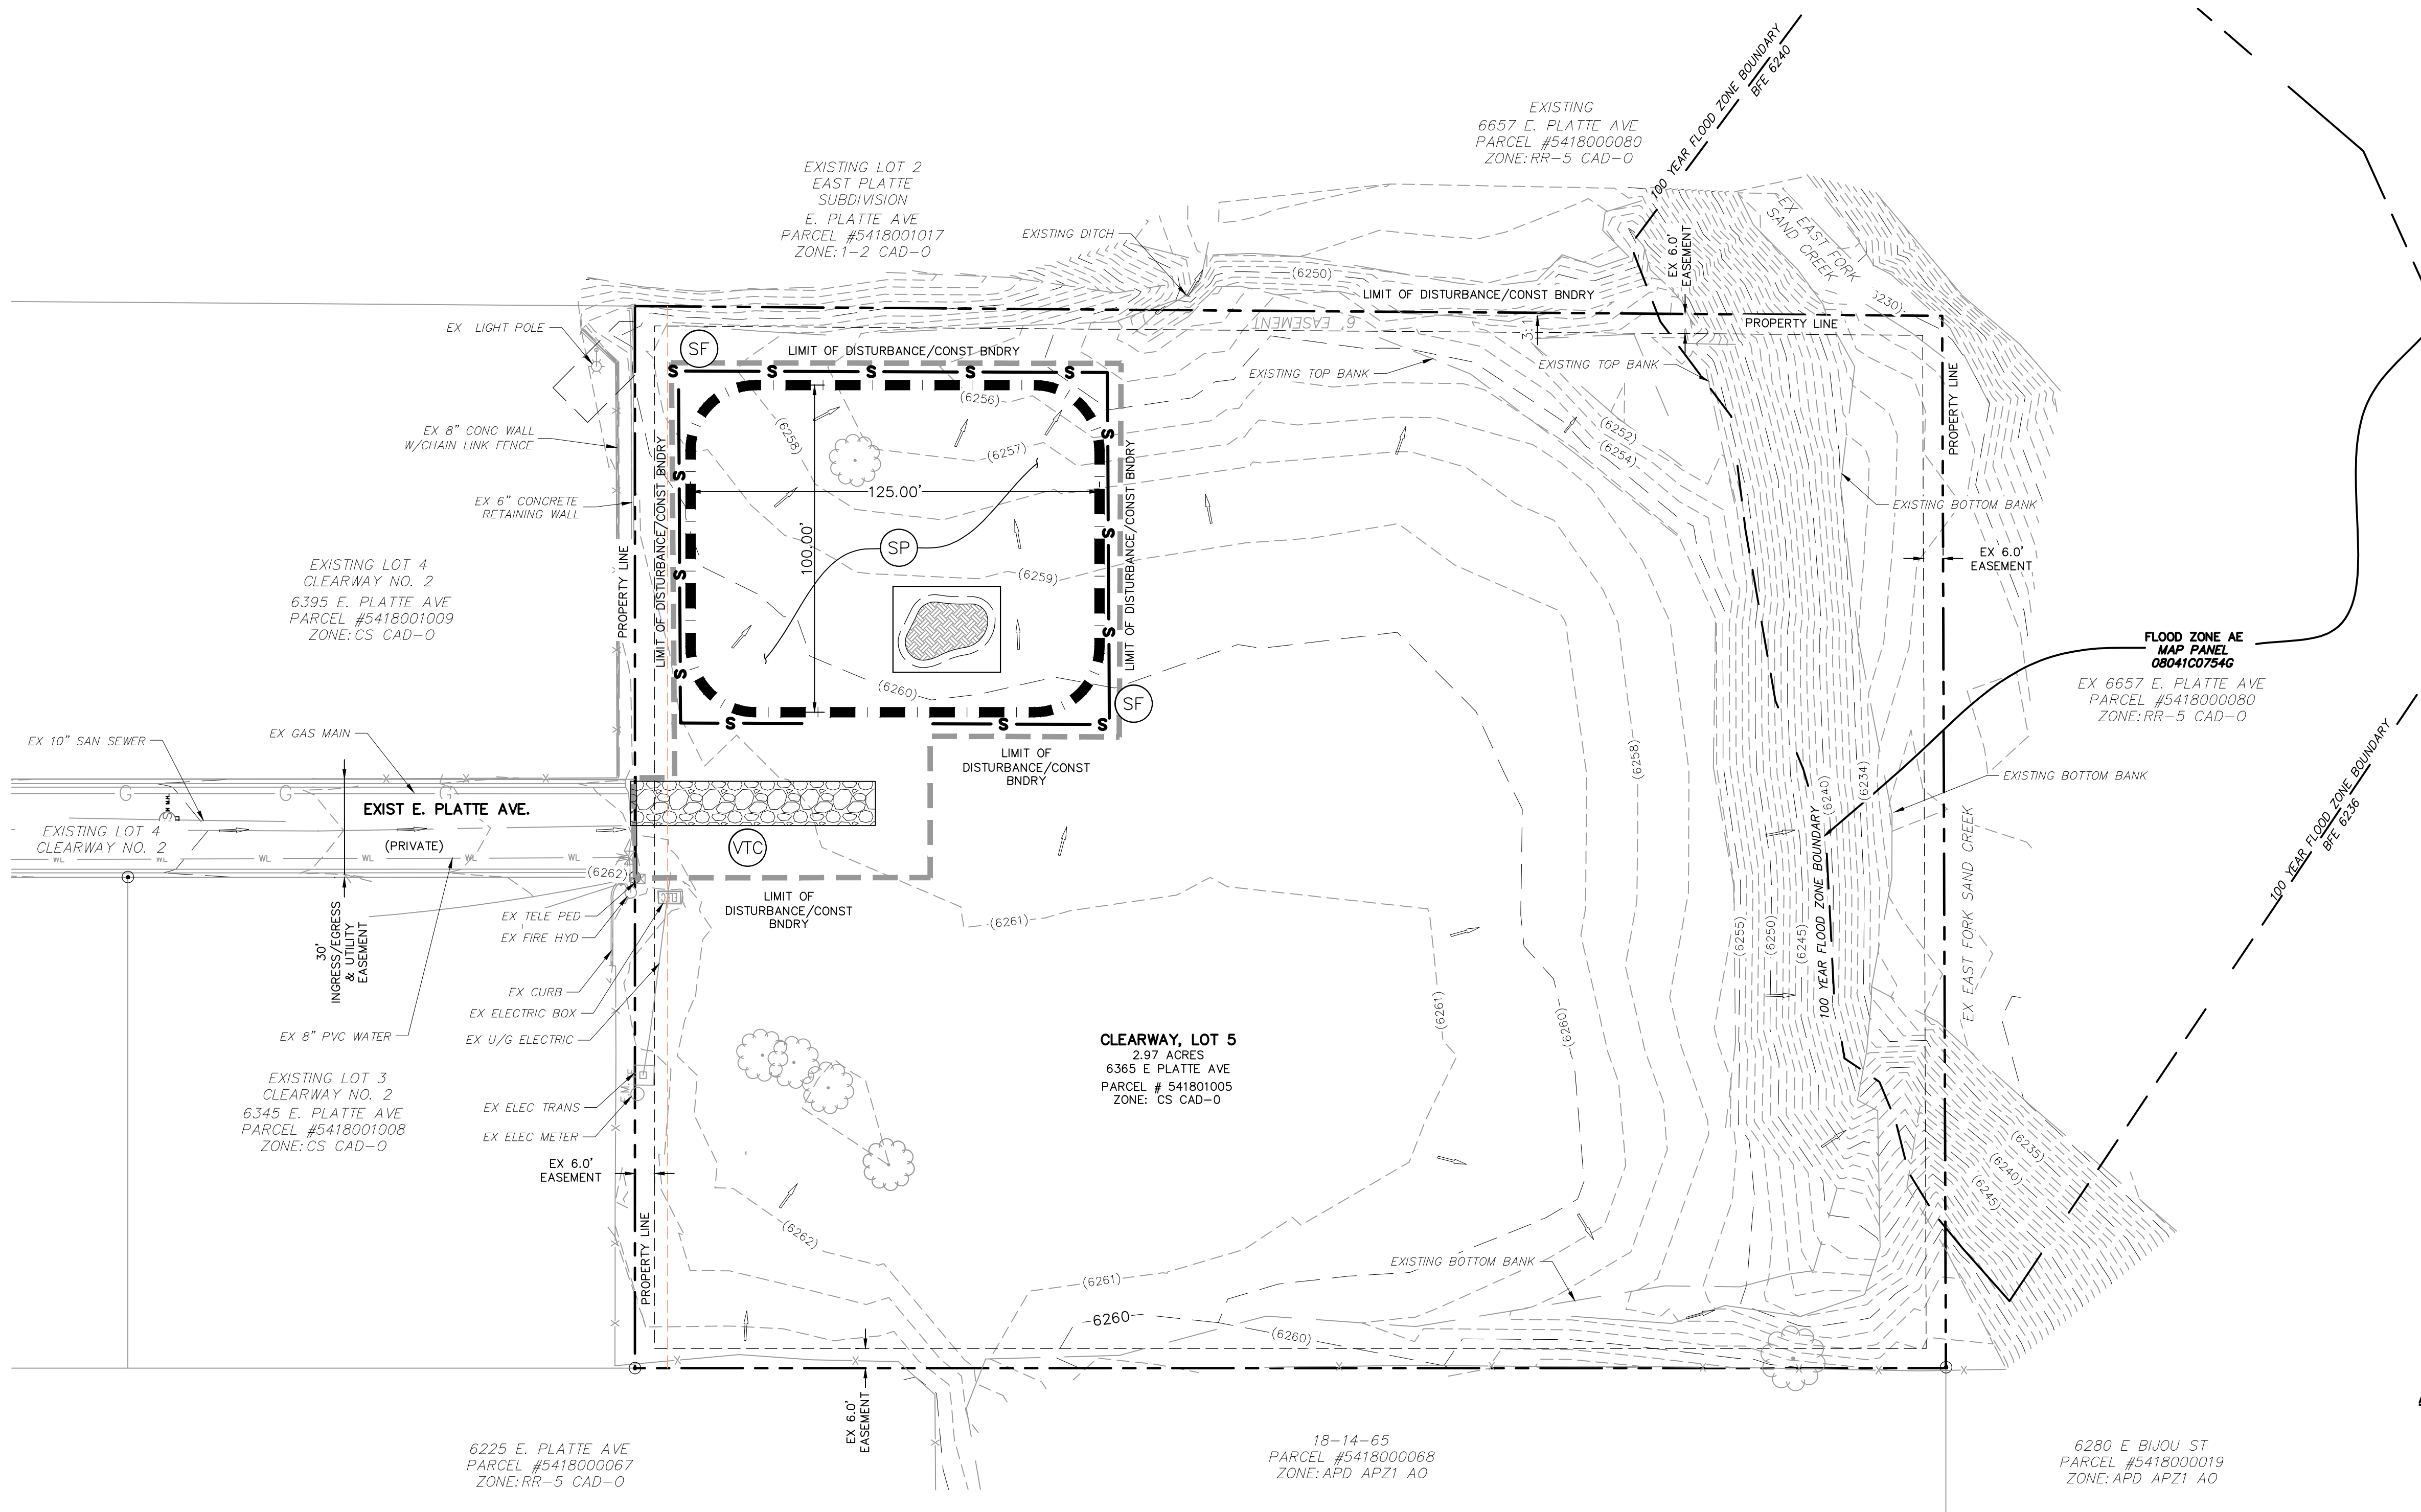 100 YEAR FLOOD ZONE BOUNDARY
BFE 6240
EXISTING
6657 E. PLATTE AVE
PARCEL #5418000080
ZONE: RR-5 CAD-O
EXISTING LOT 2
EAST PLATTE
SUBDIVISION
E. PLATTE AVE
PARCEL #5418001017
ZONE: 1-2 CAD-O
EXISTING DITCH
EX EAST FORK
SAND CREEK
EX 6.0'
EASEMENT
(6250)
(6230)
LIMIT OF DISTURBANCE/CONST BNDRY
6' EASEMENT
PROPERTY LINE
EX LIGHT POLE
SF
LIMIT OF DISTURBANCE/CONST BNDRY
EXISTING TOP BANK
EXISTING TOP BANK
PROPERTY LINE
S S S S S
(6256)
(6258)
(6257)
(6252)
(6254)
EX 8" CONC WALL
W/CHAIN LINK FENCE
EX 6" CONCRETE
RETAINING WALL
PROPERTY LINE
LIMIT OF DISTURBANCE/CONST BNDRY
125.00'
100.00'
SP
(6259)
(6260)
S S S
S S S
S S S
LIMIT OF DISTURBANCE/CONST BNDRY
SF
EXISTING BOTTOM BANK
EX 6.0'
EASEMENT
EXISTING LOT 4
CLEARWAY NO. 2
6395 E. PLATTE AVE
PARCEL #5418001009
ZONE: CS CAD-O
FLOOD ZONE AE
MAP PANEL
08041C0754G
EX 6657 E. PLATTE AVE
PARCEL #5418000080
ZONE: RR-5 CAD-O
EX 10" SAN SEWER
EX GAS MAIN
LIMIT OF
DISTURBANCE/CONST
BNDRY
(6258)
(6240)
(6234)
EXISTING BOTTOM BANK
100 YEAR FLOOD ZONE BOUNDARY
BFE 6236
X X X
G G G
EXIST E. PLATTE AVE.
(PRIVATE)
EXISTING LOT 4
CLEARWAY NO. 2
WL WL WL WL WL WL
VTC
(6262)
LIMIT OF
DISTURBANCE/CONST
BNDRY
30'
INGRESS/EGRESS
& UTILITY
EASEMENT
EX TELE PED
EX FIRE HYD
EX CURB
EX ELECTRIC BOX
EX U/G ELECTRIC
EX 8" PVC WATER
(6261)
(6261)
(6260)
(6255)
(6250)
(6245)
100 YEAR FLOOD ZONE BOUNDARY
EX EAST FORK SAND CREEK
CLEARWAY, LOT 5
2.97 ACRES
6365 E PLATTE AVE
PARCEL # 541801005
ZONE: CS CAD-0
EXISTING LOT 3
CLEARWAY NO. 2
6345 E. PLATTE AVE
PARCEL #5418001008
ZONE: CS CAD-O
EX ELEC TRANS
EX ELEC METER
EX 6.0'
EASEMENT
PROPERTY LINE
(6262)
(6235)
(6240)
(6245)
EXISTING BOTTOM BANK
(6261)
6260
(6260)
EX 6.0'
EASEMENT
6225 E. PLATTE AVE
PARCEL #5418000067
ZONE: RR-5 CAD-O
18-14-65
PARCEL #5418000068
ZONE: APD APZ1 AO
6280 E BIJOU ST
PARCEL #5418000019
ZONE: APD APZ1 AO